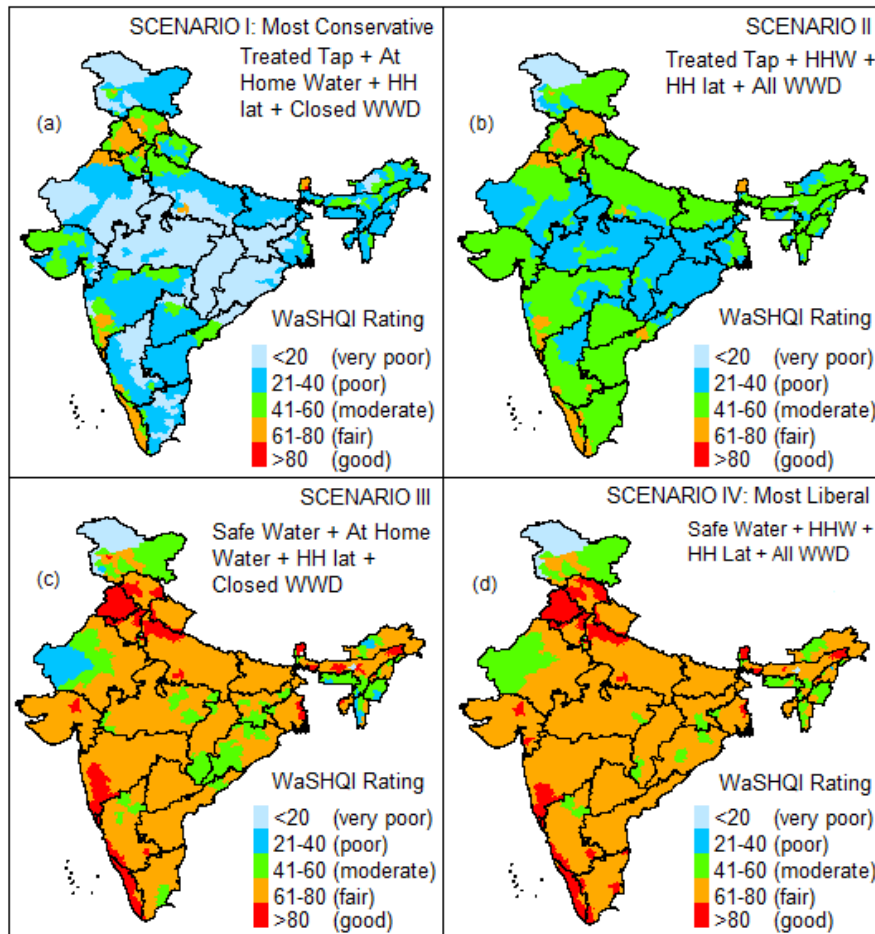 SCENARIO I: Most Conservative
Treated Tap + At
Home Water + HH
lat + Closed WWD
(a)
WaSHQI Rating
<20 (very poor)
21-40 (poor)
41-60 (moderate)
61-80 (fair)
>80 (good)
SCENARIO II
Treated Tap + HHW +
HH lat + All WWD
(b)
WaSHQI Rating
<20 (very poor)
21-40 (poor)
41-60 (moderate)
61-80 (fair)
>80 (good)
SCENARIO III
Safe Water + At Home
Water + HH lat +
Closed WWD
(c)
WaSHQI Rating
<20 (very poor)
21-40 (poor)
41-60 (moderate)
61-80 (fair)
>80 (good)
SCENARIO IV: Most Liberal
Safe Water + HHW +
HH Lat + All WWD
(d)
WaSHQI Rating
<20 (very poor)
21-40 (poor)
41-60 (moderate)
61-80 (fair)
>80 (good)